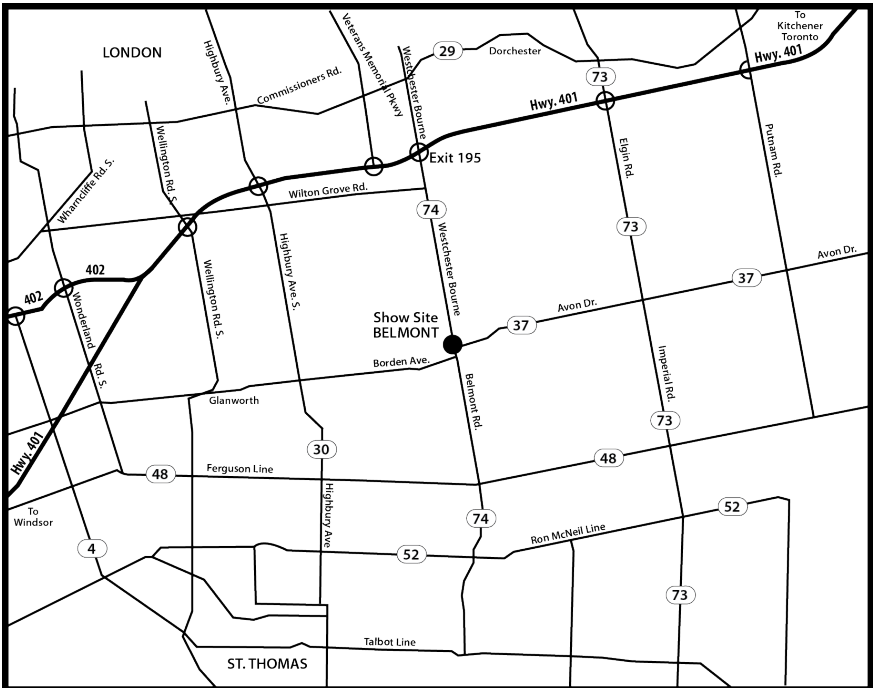 To
Kitchener
Toronto
LONDON
Highbury Ave.
Veterans Memorial Pkwy
Westchester Bourne
29
Dorchester
Hwy. 401
73
Commissioners Rd.
Hwy. 401
Wellington Rd. S.
Exit 195
Elgin Rd.
Putnam Rd.
Wharncliffe Rd. S.
Wilton Grove Rd.
74
73
Westchester Bourne
Highbury Ave. S.
Wellington Rd. S.
Avon Dr.
402
402
37
Wonderland Rd. S.
Avon Dr.
Show Site
BELMONT
37
Borden Ave.
Imperial Rd.
Belmont Rd.
Glanworth
73
Hwy. 401
30
48
48
Ferguson Line
To
Windsor
Highbury Ave
74
52
Ron McNeil Line
4
52
73
Talbot Line
ST. THOMAS